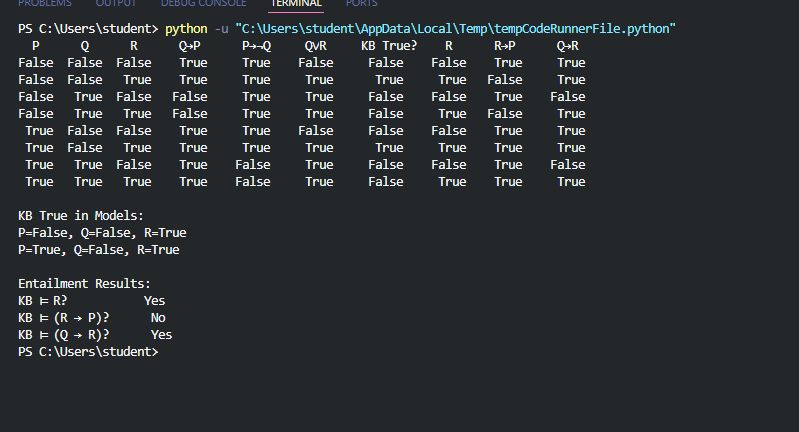 PROBLEMS OUTPUT DEBUG CONSOLE TERMINAL PORTS
PS C:\Users\student> python -u "C:\Users\student\AppData\Local\Temp\tempCodeRunnerFile.python"
P Q R Q→P P→¬Q Q∨R KB True? R R→P Q→R
False False False True True False False False True True
False False True True True True True True False True
False True False False True True False False True False
False True True False True True False True False True
True False False True True False False False True True
True False True True True True True True True True
True True False True False True False False True False
True True True True False True False True True True
KB True in Models:
P=False, Q=False, R=True
P=True, Q=False, R=True
Entailment Results:
KB ⊨ R? Yes
KB ⊨ (R → P)? No
KB ⊨ (Q → R)? Yes
PS C:\Users\student>